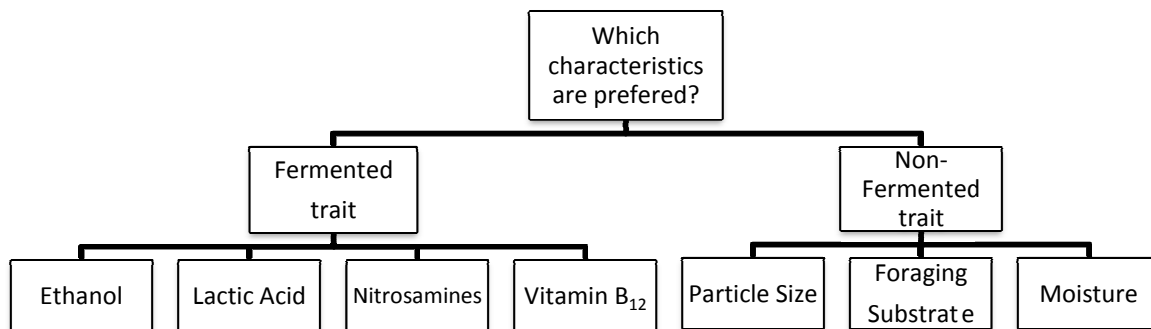 Which
characteristics
are prefered?
Fermented
trait
Non-
Fermented
trait
Ethanol
Lactic Acid
Nitrosamines
Vitamin B₁₂
Particle Size
Foraging
Substrate
Moisture